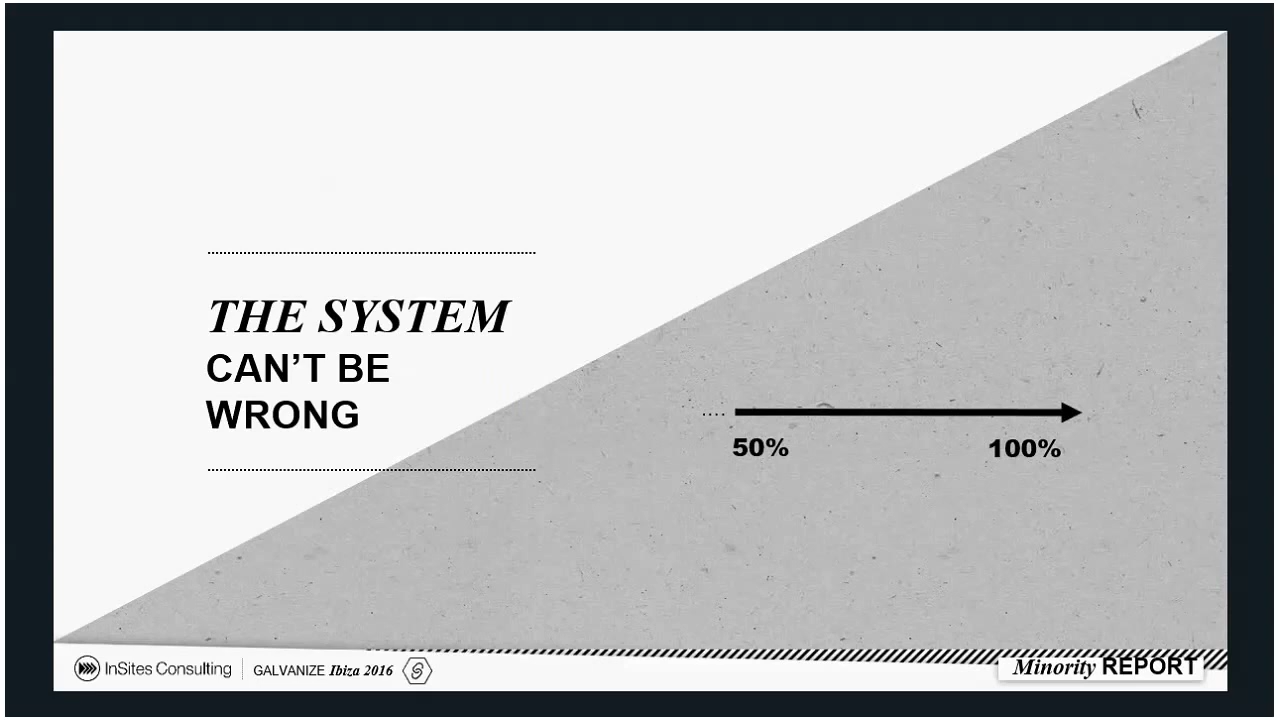 THE SYSTEM
CAN’T BE
WRONG
50%
100%
InSites Consulting
GALVANIZE Ibiza 2016
Minority REPORT